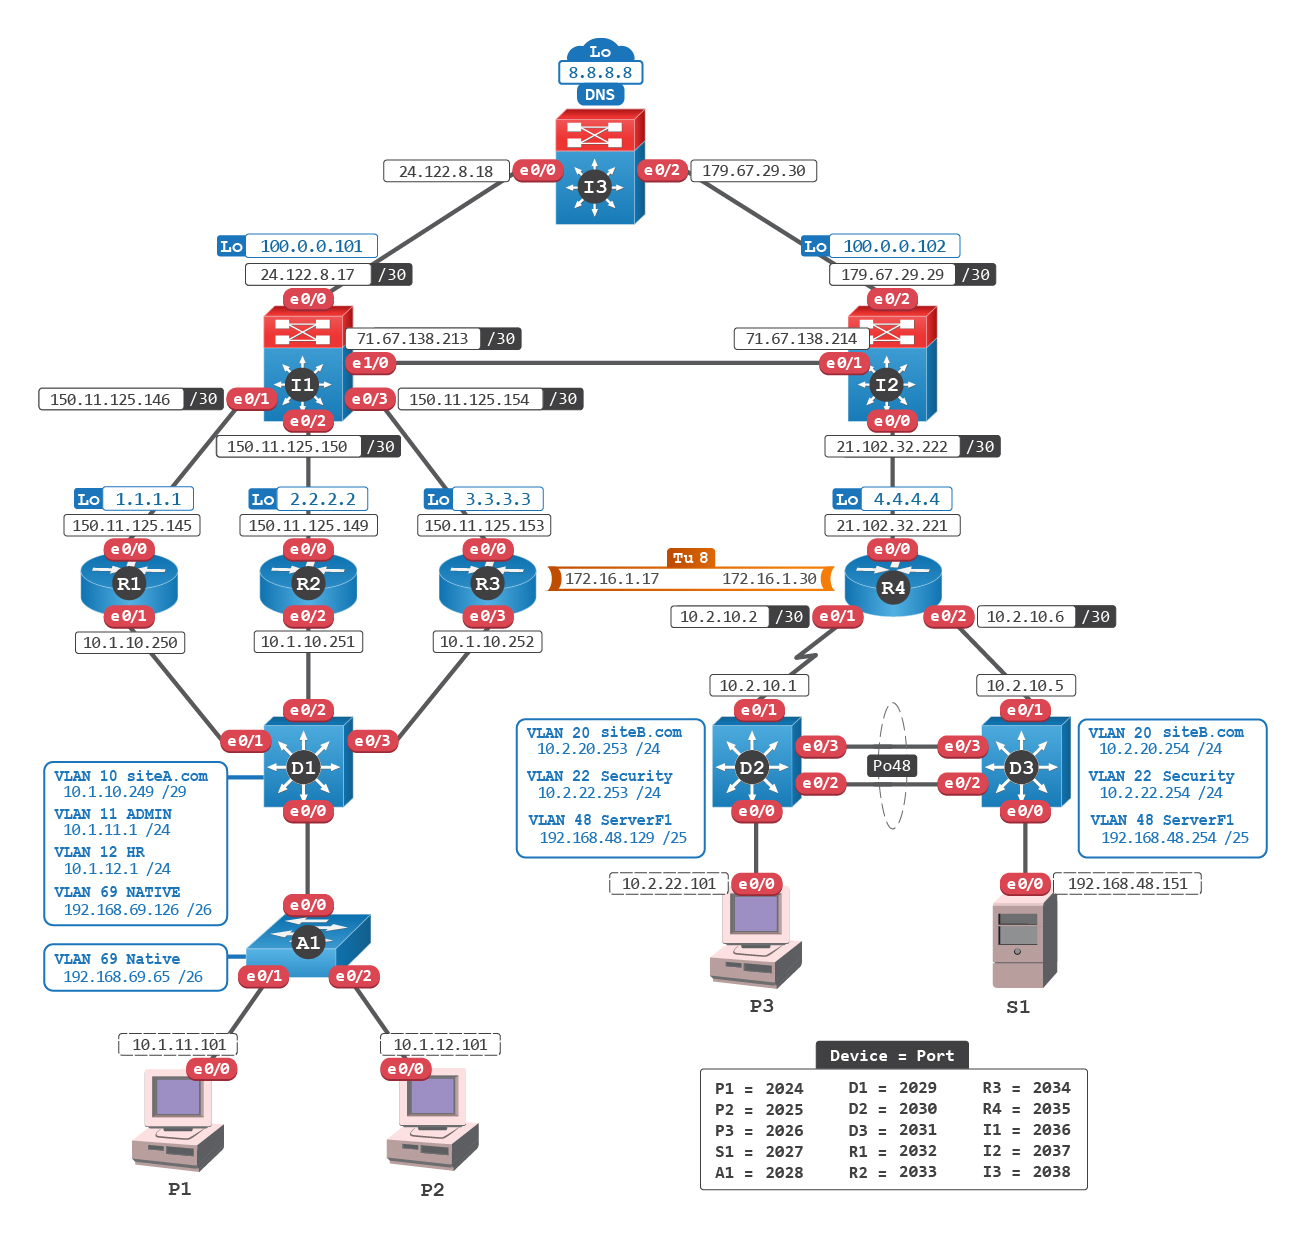 Lo
8.8.8.8
DNS
24.122.8.18
e0/0
e0/2
179.67.29.30
I3
Lo 100.0.0.101
24.122.8.17 /30
e0/0
Lo 100.0.0.102
179.67.29.29 /30
e0/2
71.67.138.213 /30
e1/0
I1
71.67.138.214
e0/1
I2
150.11.125.146 /30
e0/1
e0/3
150.11.125.154 /30
e0/2
150.11.125.150 /30
e0/0
21.102.32.222 /30
Lo 1.1.1.1
150.11.125.145
e0/0
R1
e0/1
10.1.10.250
Lo 2.2.2.2
150.11.125.149
e0/0
R2
e0/2
10.1.10.251
Lo 3.3.3.3
150.11.125.153
e0/0
R3
e0/3
10.1.10.252
Tu 8
172.16.1.17 172.16.1.30
Lo 4.4.4.4
21.102.32.221
e0/0
R4
10.2.10.2 /30
e0/1
e0/2
10.2.10.6 /30
10.2.10.1
e0/1
10.2.10.5
e0/1
e0/2
e0/1
e0/3
D1
e0/0
VLAN 10 siteA.com
10.1.10.249 /29
VLAN 11 ADMIN
10.1.11.1 /24
VLAN 12 HR
10.1.12.1 /24
VLAN 69 NATIVE
192.168.69.126 /26
VLAN 20 siteB.com
10.2.20.253 /24
VLAN 22 Security
10.2.22.253 /24
VLAN 48 ServerF1
192.168.48.129 /25
D2
e0/3
e0/2
e0/0
Po48
e0/3
e0/2
D3
e0/0
VLAN 20 siteB.com
10.2.20.254 /24
VLAN 22 Security
10.2.22.254 /24
VLAN 48 ServerF1
192.168.48.254 /25
10.2.22.101
e0/0
P3
e0/0
192.168.48.151
S1
e0/0
A1
VLAN 69 Native
192.168.69.65 /26
e0/1
e0/2
10.1.11.101
e0/0
P1
10.1.12.101
e0/0
P2
Device = Port
P1 = 2024 D1 = 2029 R3 = 2034
P2 = 2025 D2 = 2030 R4 = 2035
P3 = 2026 D3 = 2031 I1 = 2036
S1 = 2027 R1 = 2032 I2 = 2037
A1 = 2028 R2 = 2033 I3 = 2038